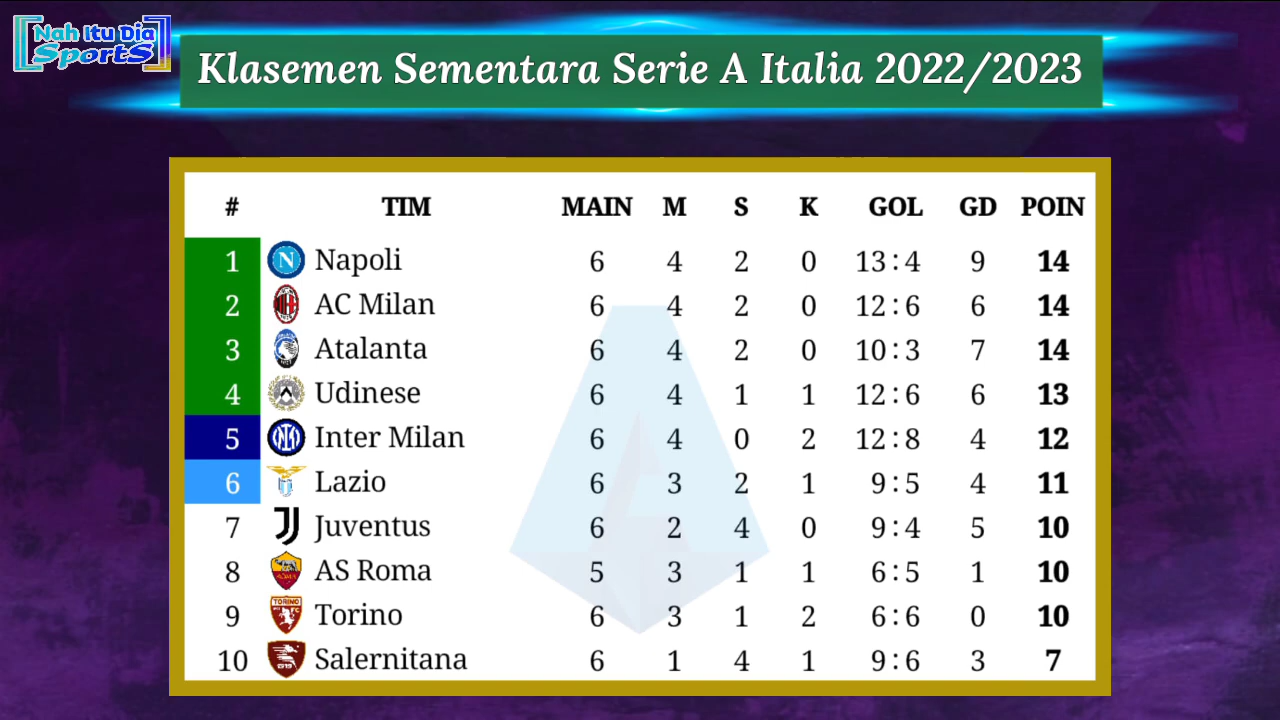 Nah Itu Dia
Sports
Klasemen Sementara Serie A Italia 2022/2023
# TIM MAIN M S K GOL GD POIN
1 Napoli 6 4 2 0 13:4 9 14
2 AC Milan 6 4 2 0 12:6 6 14
3 Atalanta 6 4 2 0 10:3 7 14
4 Udinese 6 4 1 1 12:6 6 13
5 Inter Milan 6 4 0 2 12:8 4 12
6 Lazio 6 3 2 1 9:5 4 11
7 Juventus 6 2 4 0 9:4 5 10
8 AS Roma 5 3 1 1 6:5 1 10
9 Torino 6 3 1 2 6:6 0 10
10 Salernitana 6 1 4 1 9:6 3 7